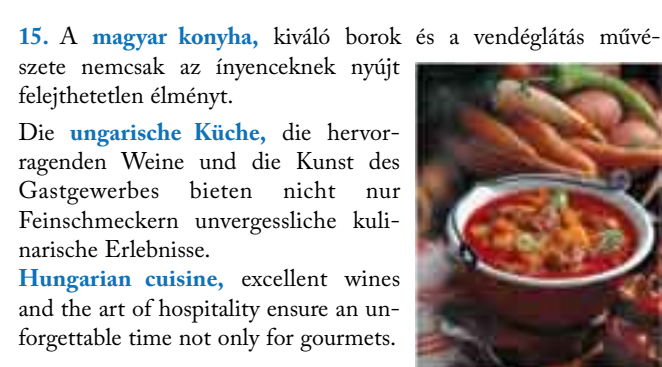 15. A magyar konyha, kiváló borok és a vendéglátás művé-
szete nemcsak az ínyenceknek nyújt
felejthetetlen élményt.
Die ungarische Küche, die hervor-
ragenden Weine und die Kunst des
Gastgewerbes bieten nicht nur
Feinschmeckern unvergessliche kuli-
narische Erlebnisse.
Hungarian cuisine, excellent wines
and the art of hospitality ensure an un-
forgettable time not only for gourmets.